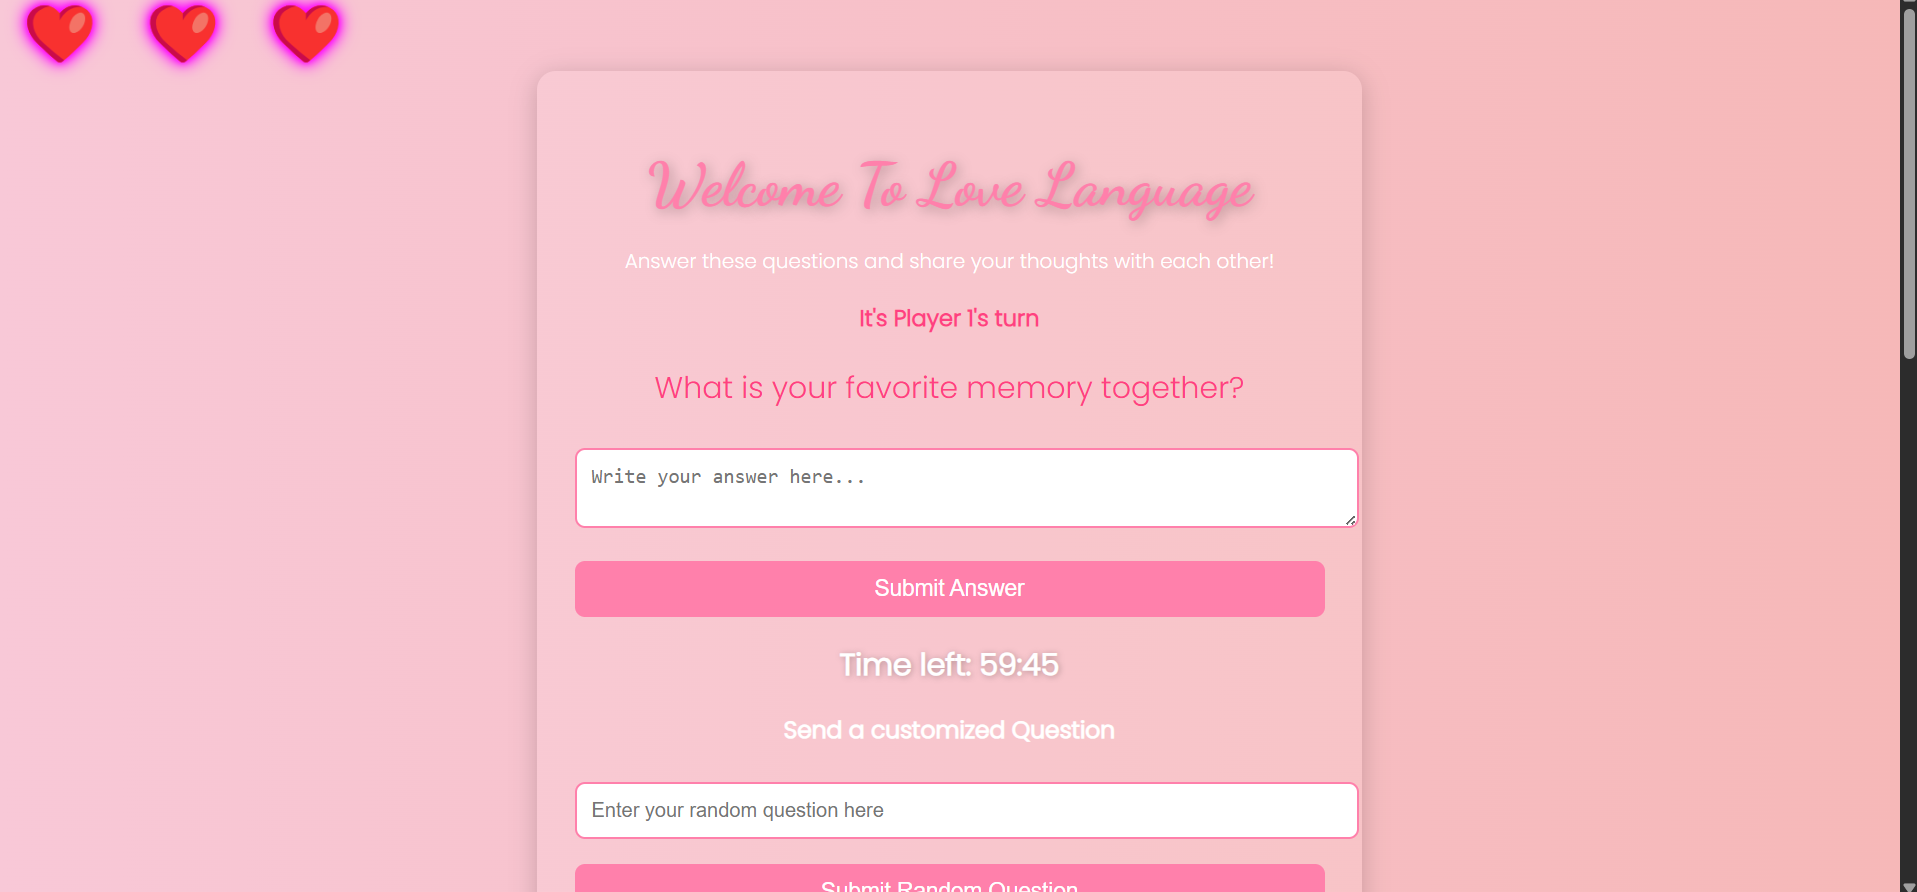 Welcome To Love Language
Answer these questions and share your thoughts with each other!
It's Player 1's turn
What is your favorite memory together?
Write your answer here...
Submit Answer
Time left: 59:45
Send a customized Question
Enter your random question here
Submit Random Question